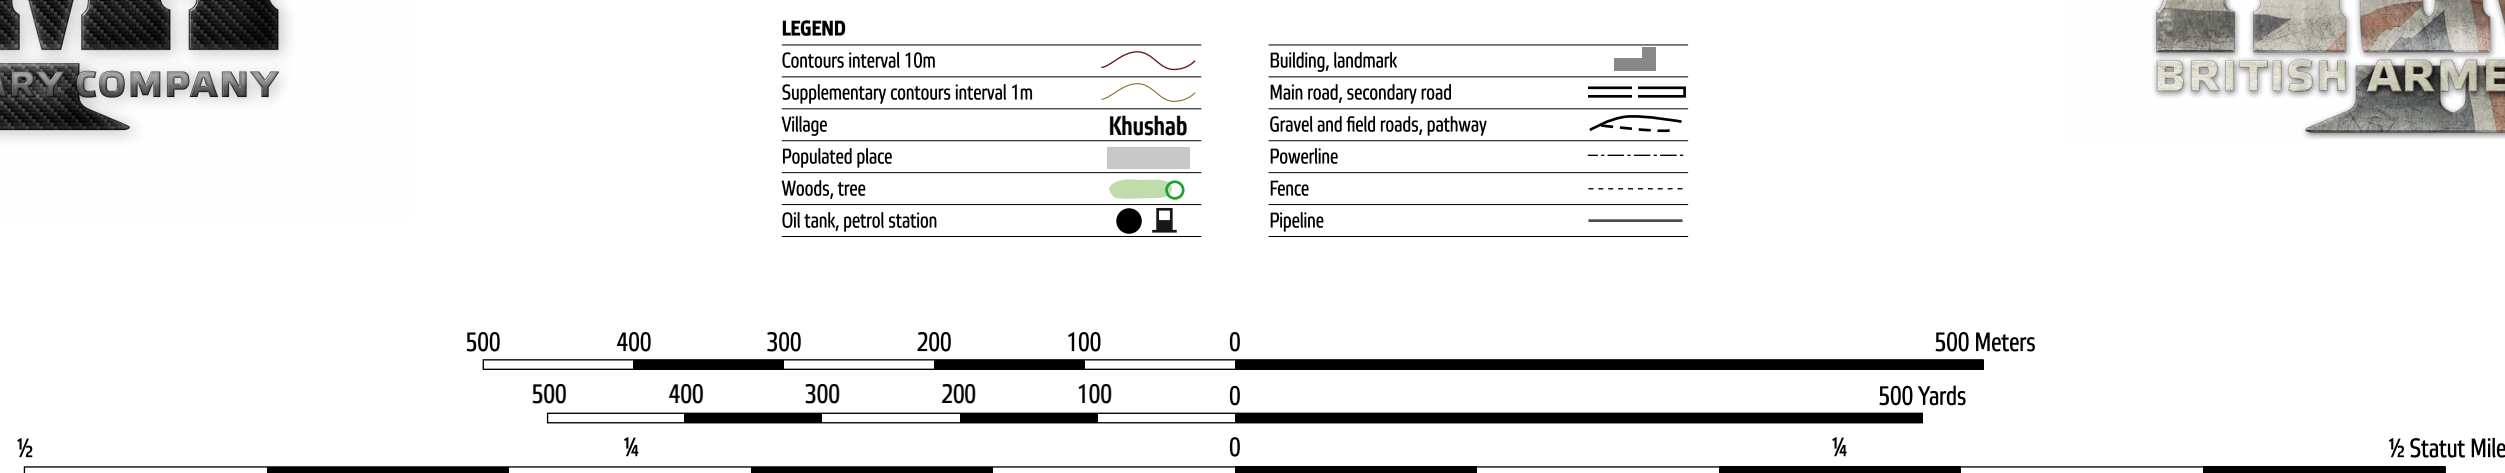 COMPANY
BRITISH
LEGEND
Contours interval 10m
Supplementary contours interval 1m
Village Khushab
Populated place
Woods, tree
Oil tank, petrol station
Building, landmark
Main road, secondary road
Gravel and field roads, pathway
Powerline
Fence
Pipeline
500 400 300 200 100 0 500 Meters
500 400 300 200 100 0 500 Yards
½ ¼ 0 ¼ ½ Statut Mile